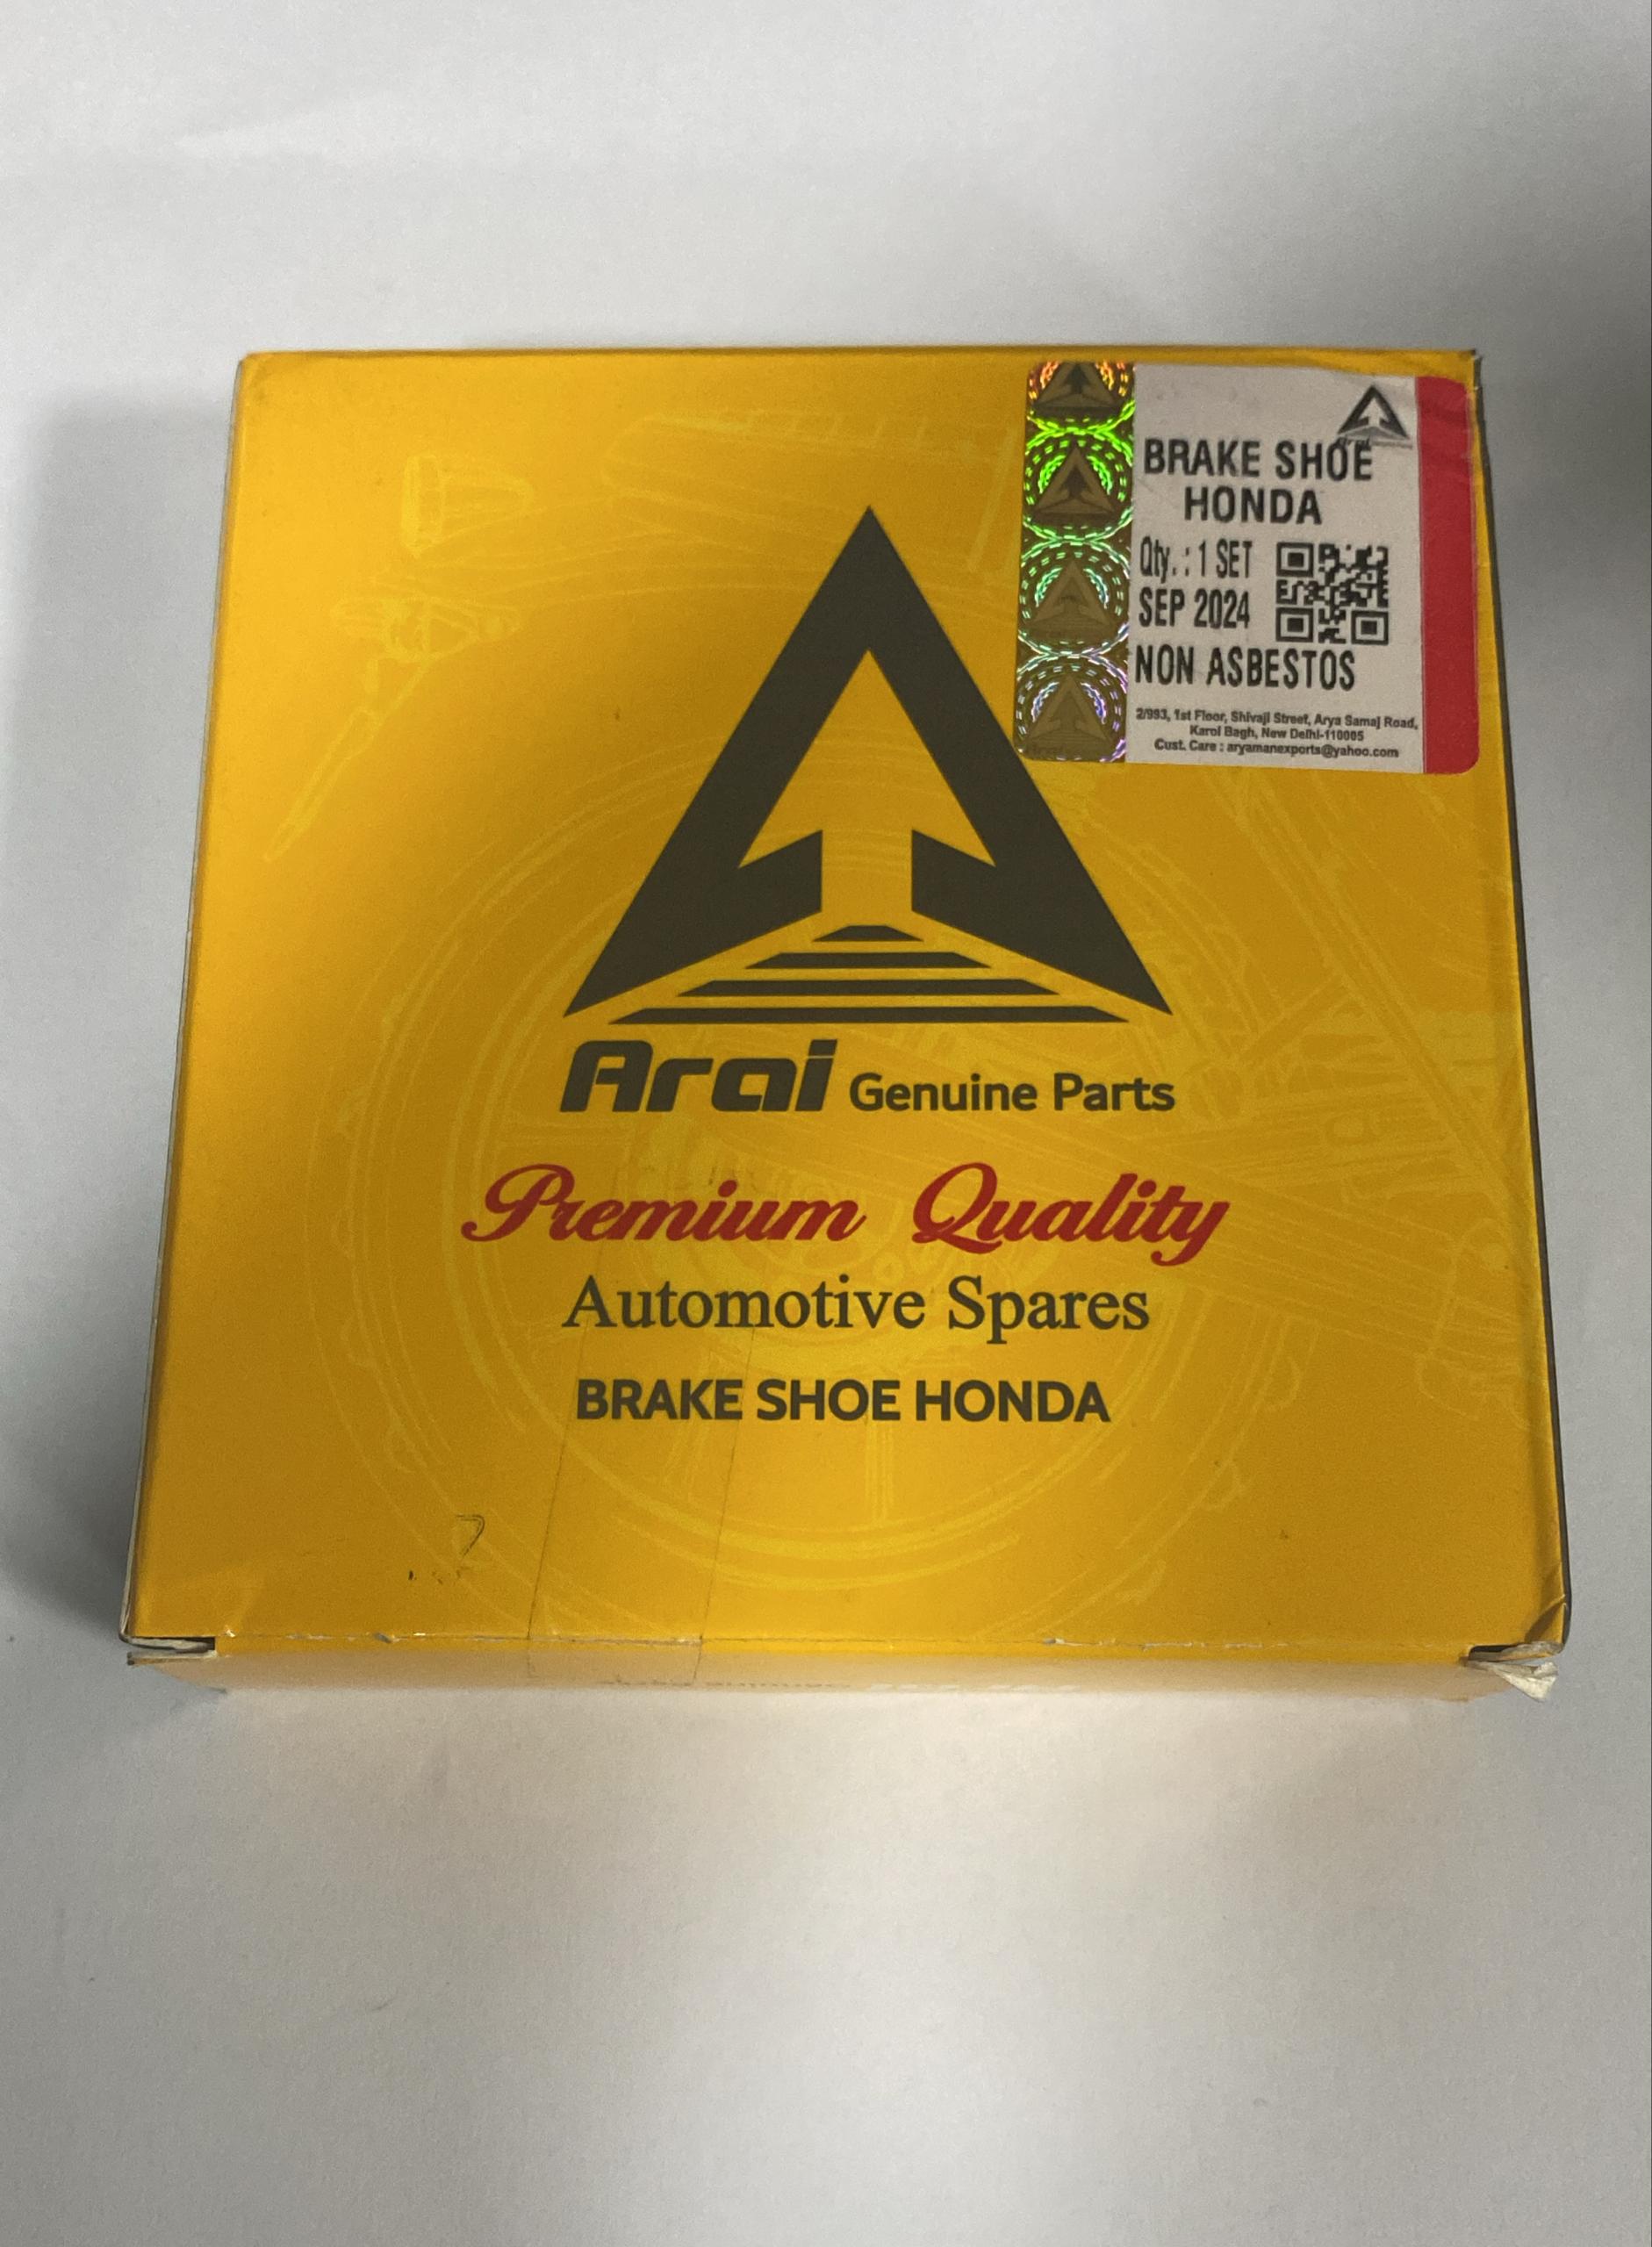 BRAKE SHOE
HONDA
Qty.: 1 SET
SEP 2024
NON ASBESTOS
2/993, 1st Floor, Shivaji Street, Arya Samaj Road,
Karol Bagh, New Delhi-110005
Cust. Care : aryamanexports@yahoo.com
Arai Genuine Parts
Premium Quality
Automotive Spares
BRAKE SHOE HONDA